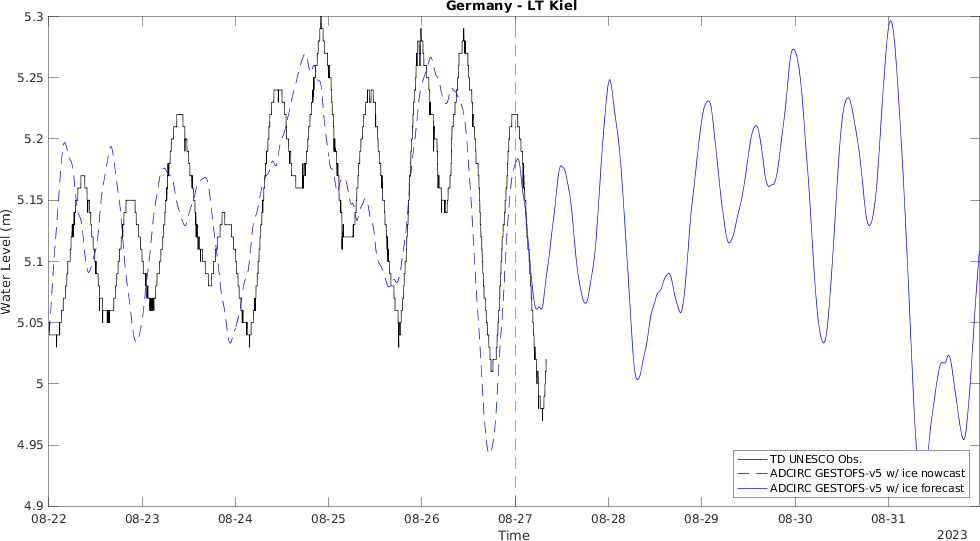 Germany - LT Kiel
5.3
5.25
5.2
5.15
5.1
5.05
5
4.95
4.9
Water Level (m)
TD UNESCO Obs.
ADCIRC GESTOFS-v5 w/ ice nowcast
ADCIRC GESTOFS-v5 w/ ice forecast
08-22 08-23 08-24 08-25 08-26 08-27 08-28 08-29 08-30 08-31
Time
2023